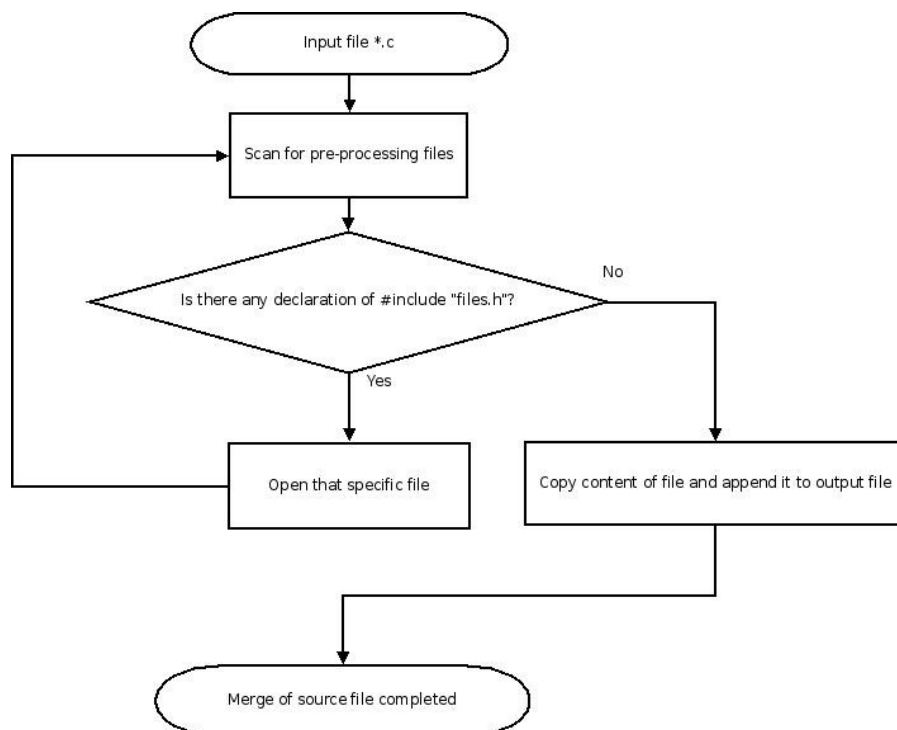 Input file *.c
Scan for pre-processing files
No
Is there any declaration of #include "files.h"?
Yes
Open that specific file
Copy content of file and append it to output file
Merge of source file completed